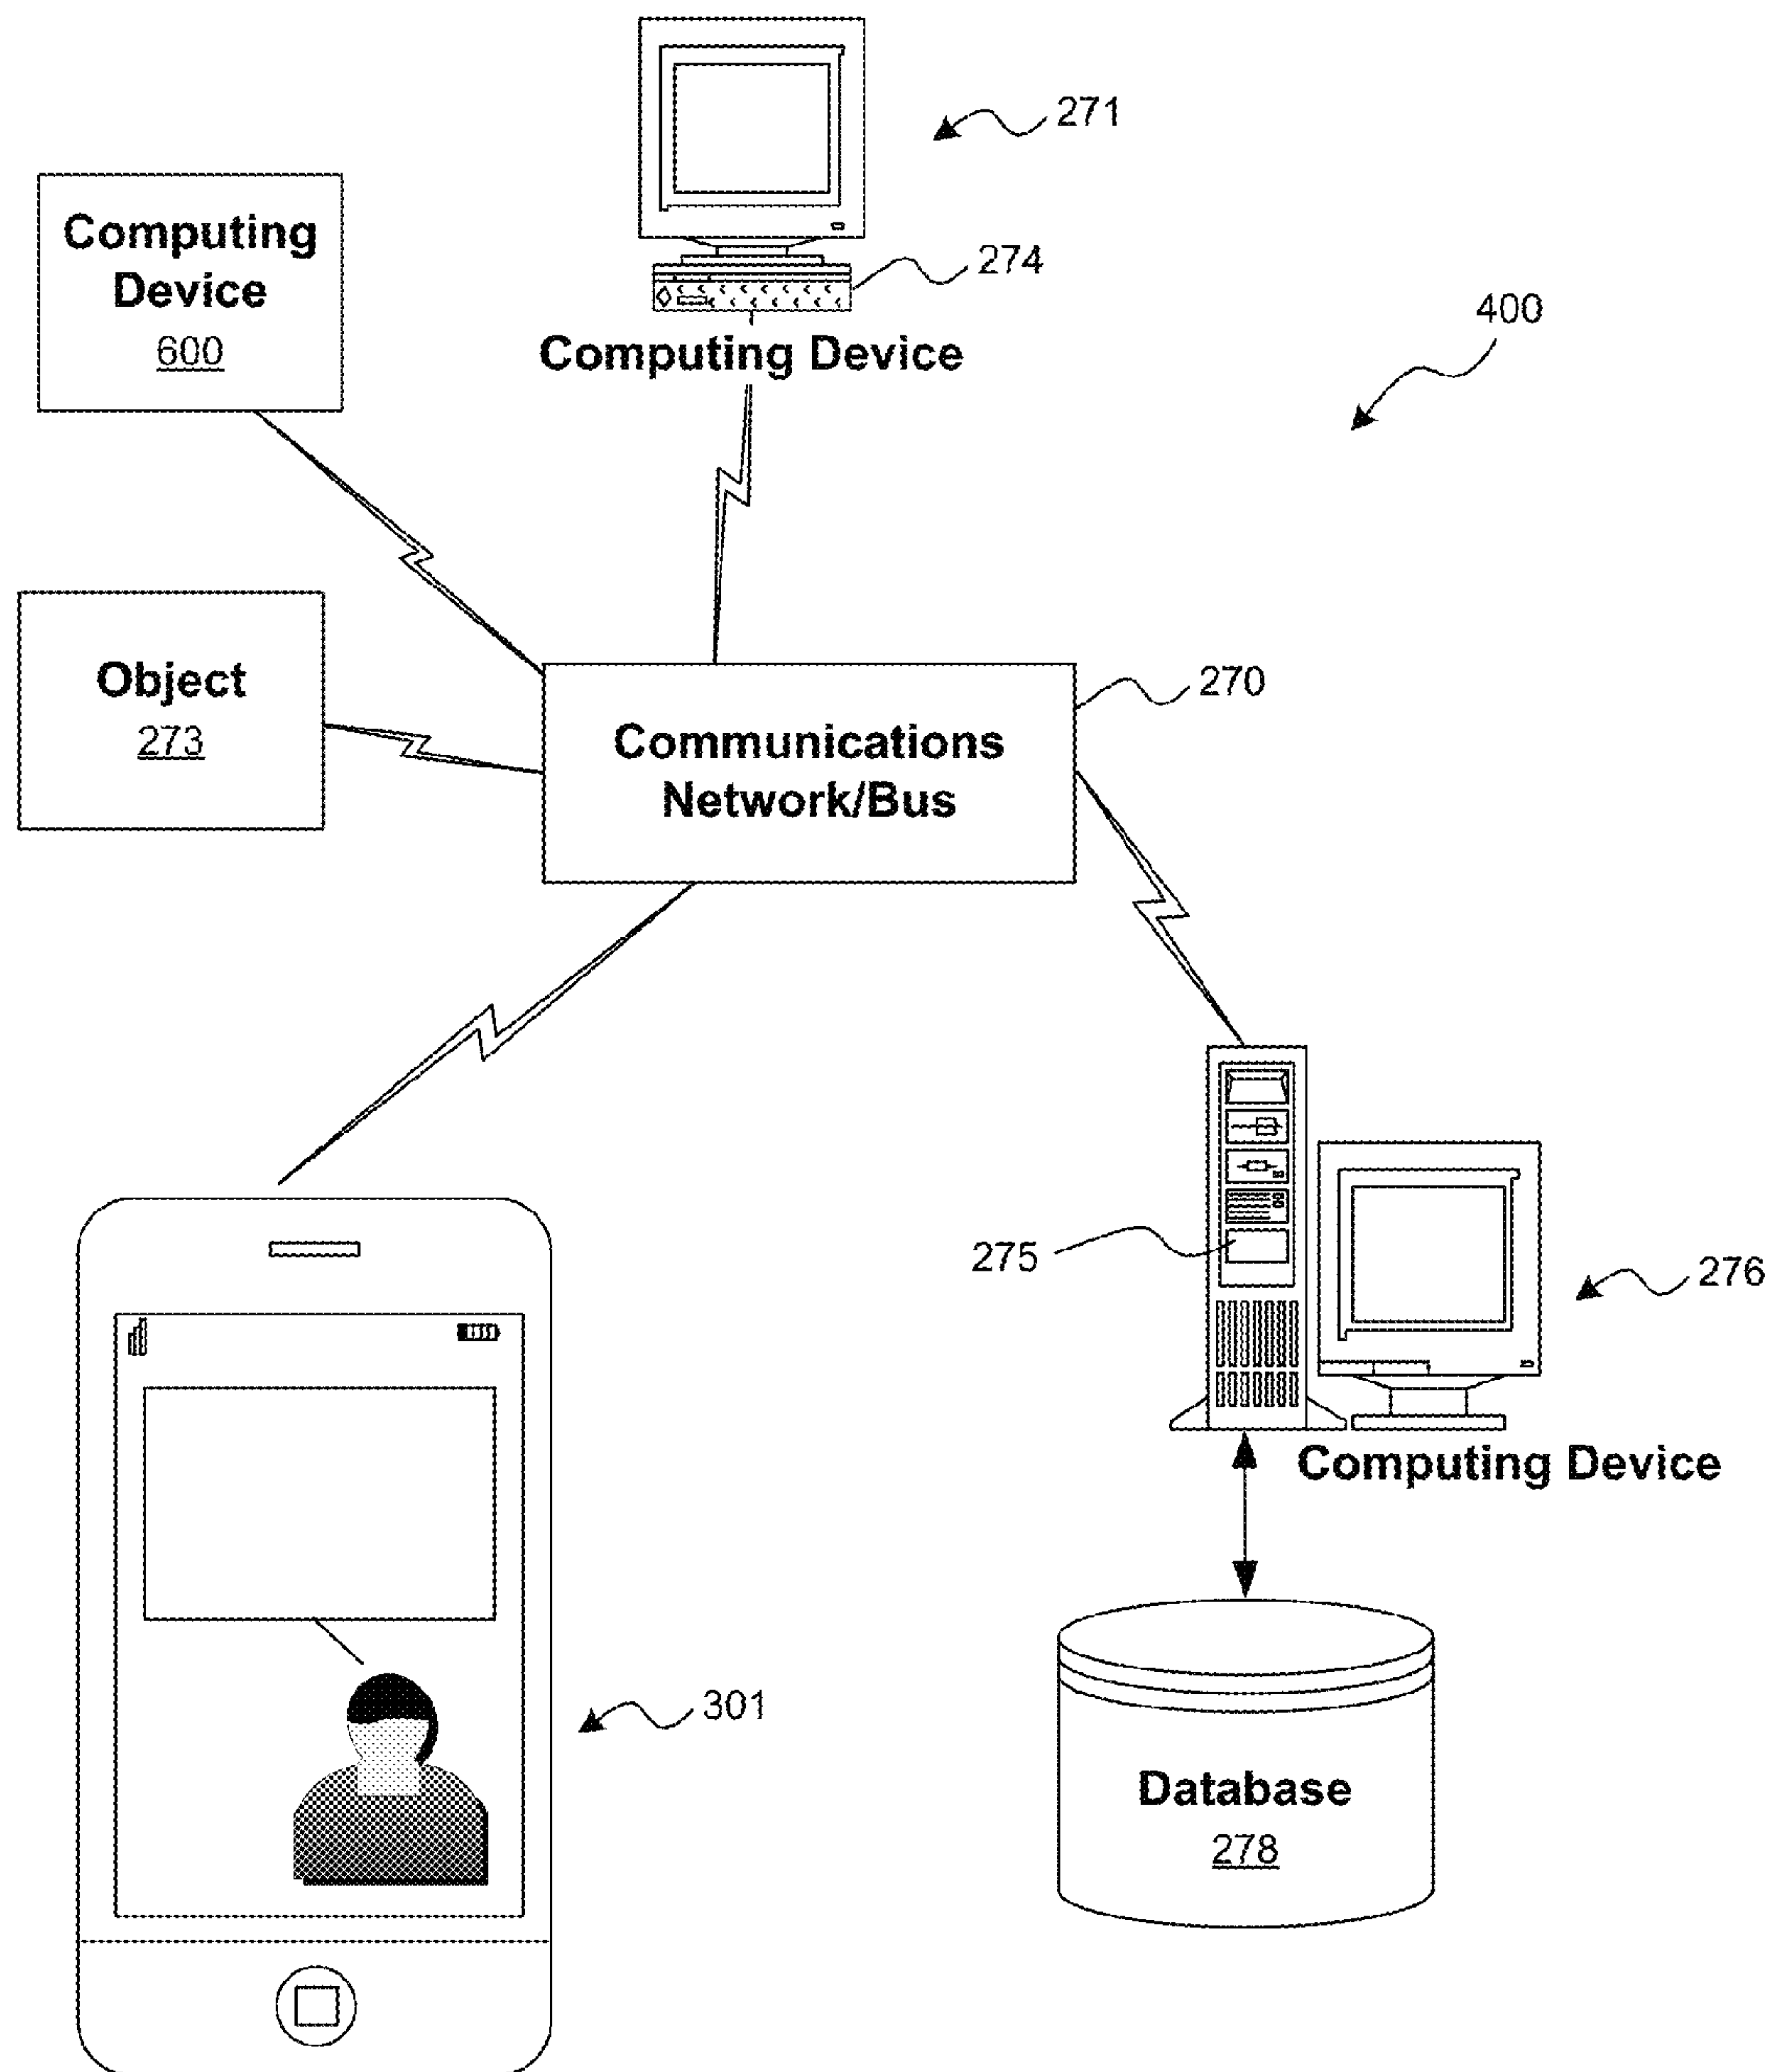 271
Computing
Device
600
274
Computing Device
400
Object
273
270
Communications
Network/Bus
275
276
Computing Device
301
Database
278